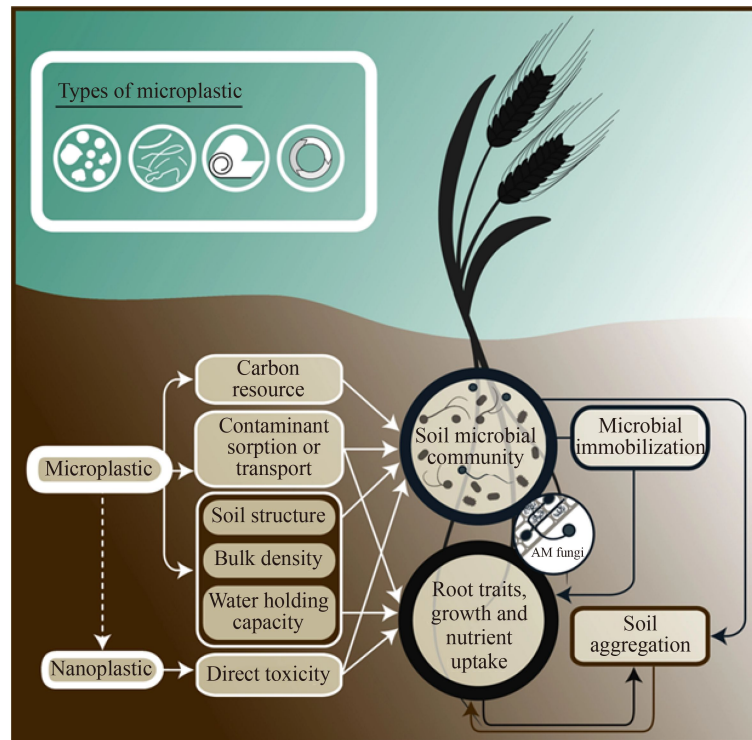 Types of microplastic
Carbon
resource
Contaminant
sorption or
transport
Microplastic
Soil structure
Bulk density
Water holding
capacity
Nanoplastic
Direct toxicity
Soil microbial
community
Microbial
immobilization
AM fungi
Root traits,
growth and
nutrient
uptake
Soil
aggregation